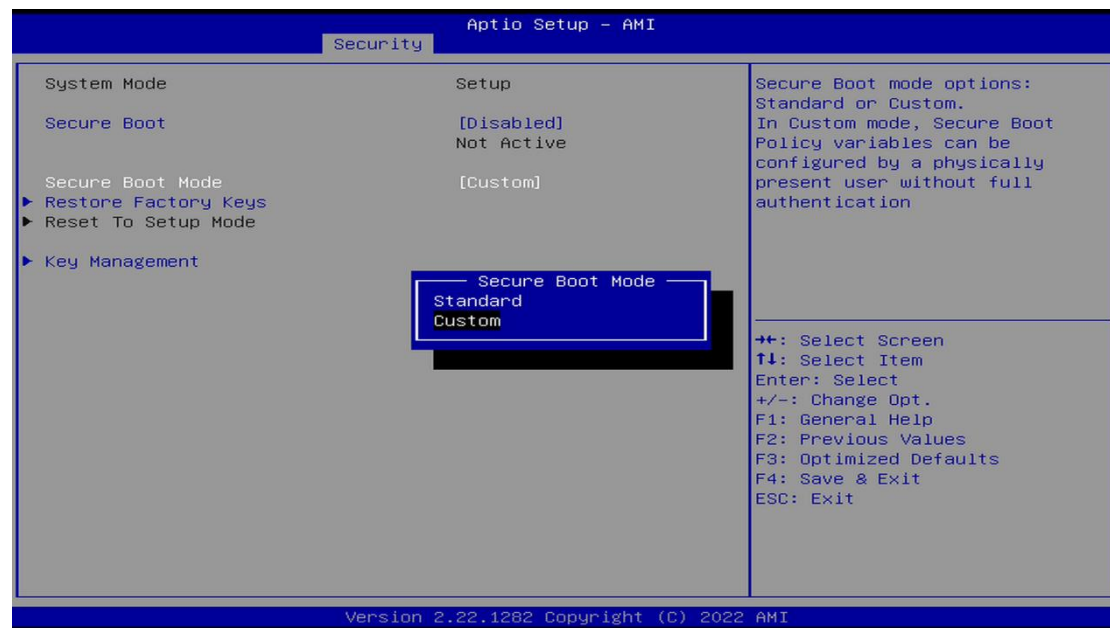 Aptio Setup – AMI
Security
System Mode Setup
Secure Boot [Disabled]
Not Active
Secure Boot Mode [Custom]
▶ Restore Factory Keys
▶ Reset To Setup Mode
▶ Key Management
Secure Boot Mode
Standard
Custom
Secure Boot mode options:
Standard or Custom.
In Custom mode, Secure Boot
Policy variables can be
configured by a physically
present user without full
authentication
→←: Select Screen
↑↓: Select Item
Enter: Select
+/-: Change Opt.
F1: General Help
F2: Previous Values
F3: Optimized Defaults
F4: Save & Exit
ESC: Exit
Version 2.22.1282 Copyright (C) 2022 AMI